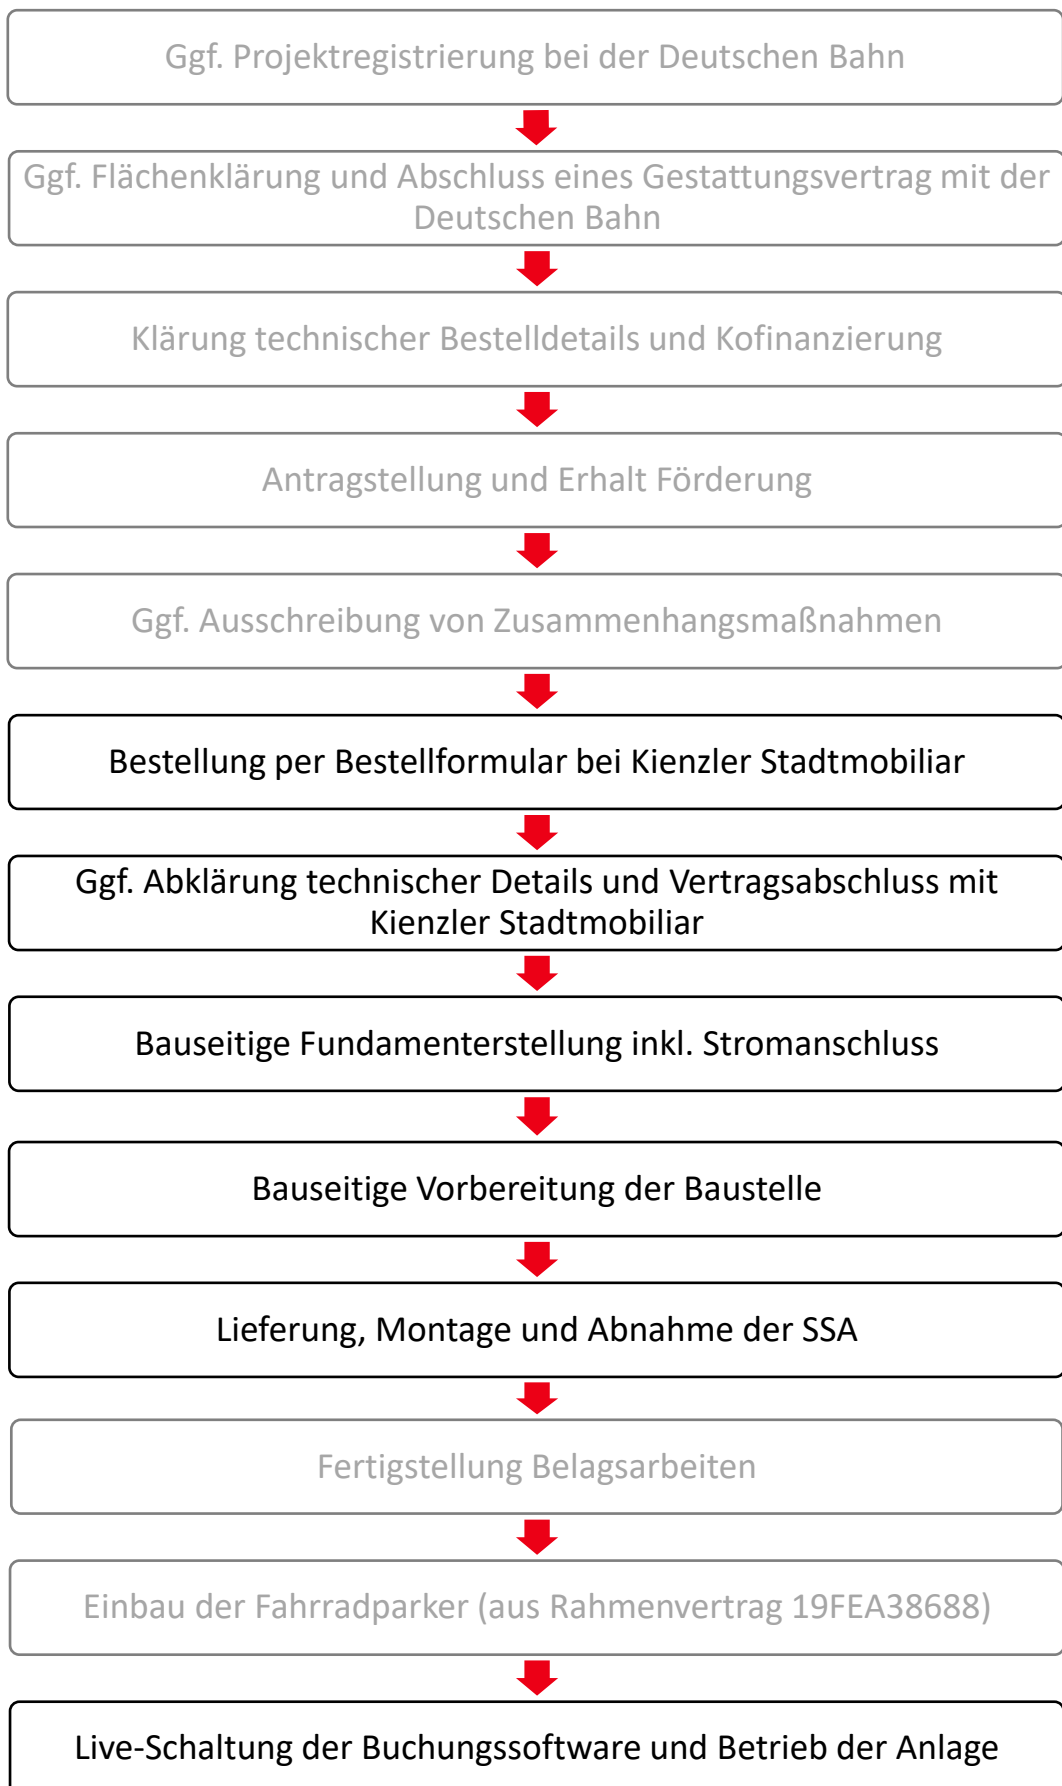 Ggf. Projektregistrierung bei der Deutschen Bahn
Ggf. Flächenklärung und Abschluss eines Gestattungsvertrag mit der
Deutschen Bahn
Klärung technischer Bestelldetails und Kofinanzierung
Antragstellung und Erhalt Förderung
Ggf. Ausschreibung von Zusammenhangsmaßnahmen
Bestellung per Bestellformular bei Kienzler Stadtmobiliar
Ggf. Abklärung technischer Details und Vertragsabschluss mit
Kienzler Stadtmobiliar
Bauseitige Fundamenterstellung inkl. Stromanschluss
Bauseitige Vorbereitung der Baustelle
Lieferung, Montage und Abnahme der SSA
Fertigstellung Belagsarbeiten
Einbau der Fahrradparker (aus Rahmenvertrag 19FEA38688)
Live-Schaltung der Buchungssoftware und Betrieb der Anlage